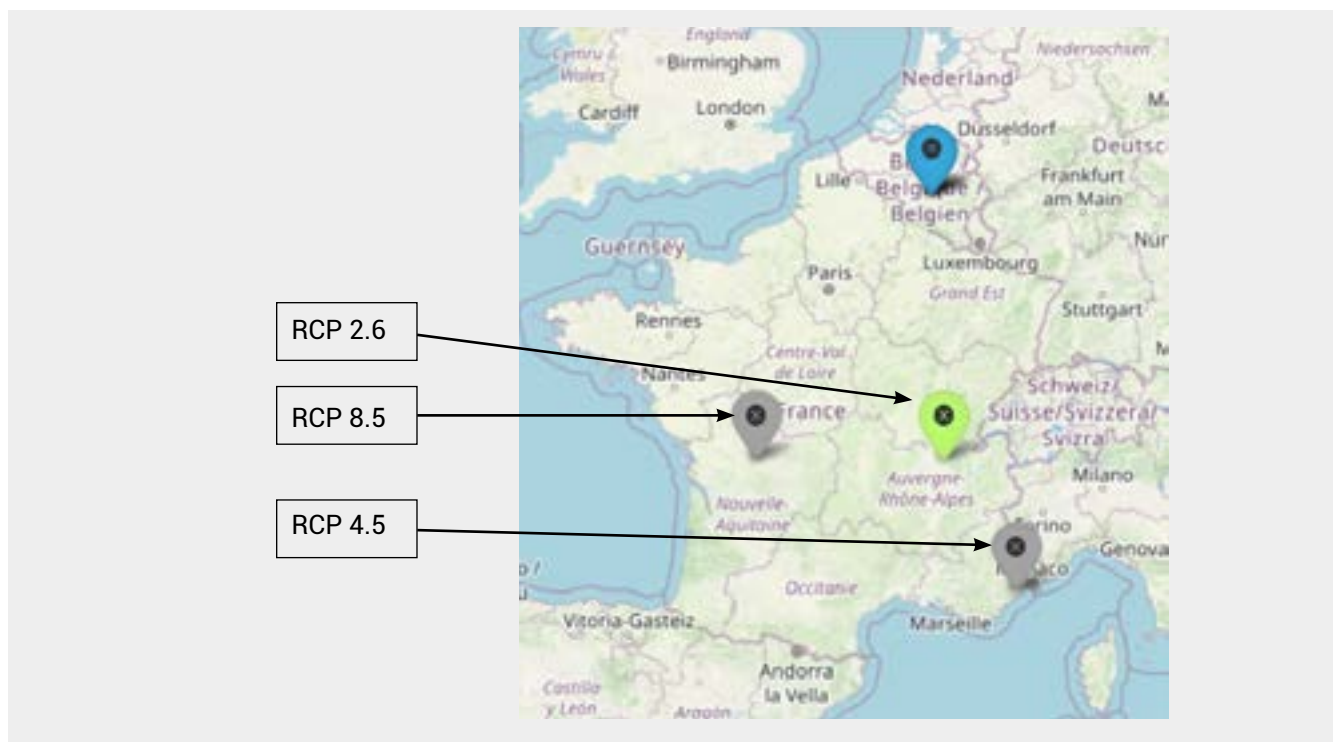 England
Cymru /
Wales
Birmingham
Niedersachsen
Nederland
Cardiff
London
M.
Düsseldorf
Deutsc
Lille
Frankfurt
am Main
Belgique /
Belgien
Guernsey
Nür
Luxembourg
Paris
Grand Est
Stuttgart
RCP 2.6
Rennes
Centre-Val
de Loire
Nantes
Schweiz/
Suisse/Svizzera/
Svizra
RCP 8.5
France
Milano
Auvergne-
Rhône-Alpes
Nouvelle-
Aquitaine
RCP 4.5
Torino
Genova
Occitanie
Vitoria-Gasteiz
Marseille
Andorra
la Vella
Castilla
y León
Aragón